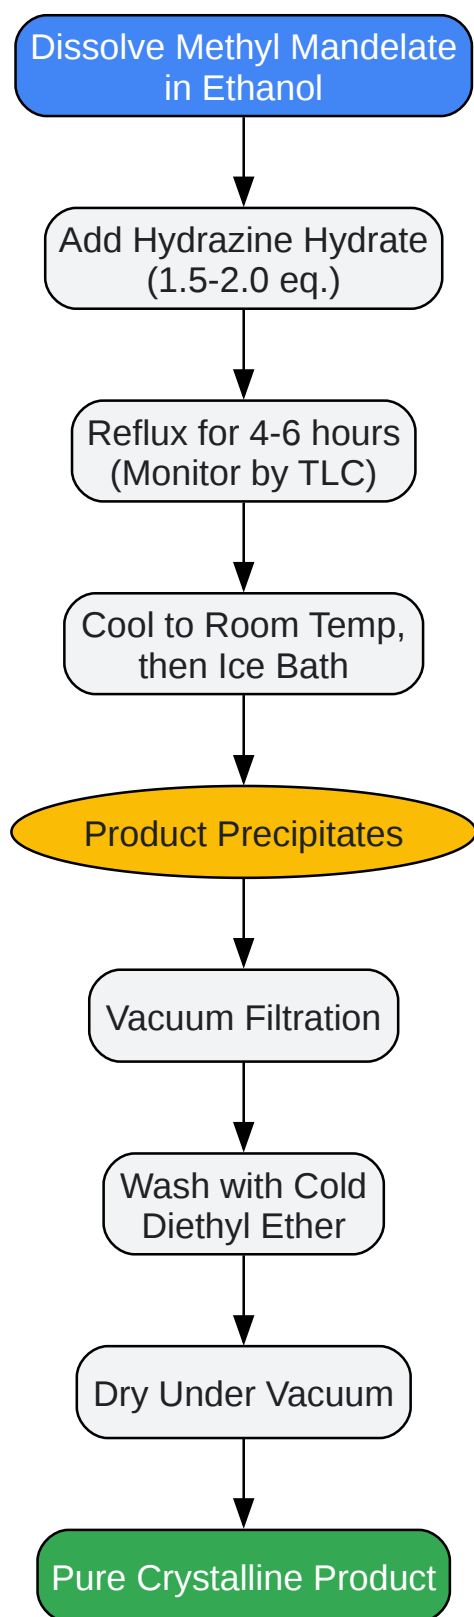 Dissolve Methyl Mandelate
in Ethanol
Add Hydrazine Hydrate
(1.5-2.0 eq.)
Reflux for 4-6 hours
(Monitor by TLC)
Cool to Room Temp,
then Ice Bath
Product Precipitates
Vacuum Filtration
Wash with Cold
Diethyl Ether
Dry Under Vacuum
Pure Crystalline Product